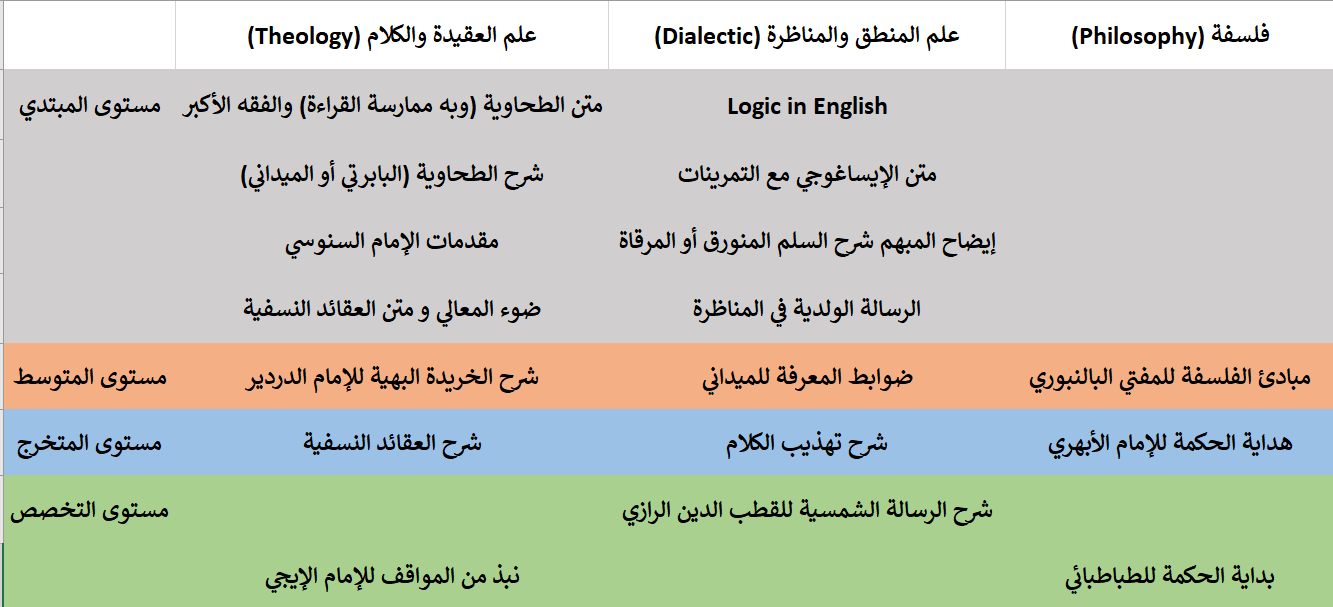 علم العقيدة والكلام (Theology)
علم المنطق والمناظرة (Dialectic)
فلسفة (Philosophy)
مستوى المبتدي
متن الطحاوية (وبه ممارسة القراءة) والفقه الأكبر
Logic in English
شرح الطحاوية (البابرتي أو الميداني)
متن الإيساغوجي مع التمرينات
مقدمات الإمام السنوسي
إيضاح المبهم شرح السلم المنورق أو المرقاة
ضوء المعالي و متن العقائد النسفية
الرسالة الولدية في المناظرة
مستوى المتوسط
شرح الخريدة البهية للإمام الدردير
ضوابط المعرفة للميداني
مبادئ الفلسفة للمفتي البالنبوري
مستوى المتخرج
شرح العقائد النسفية
شرح تهذيب الكلام
هداية الحكمة للإمام الأبهري
مستوى التخصص
شرح الرسالة الشمسية للقطب الدين الرازي
نبذ من المواقف للإمام الإيجي
بداية الحكمة للطباطبائي